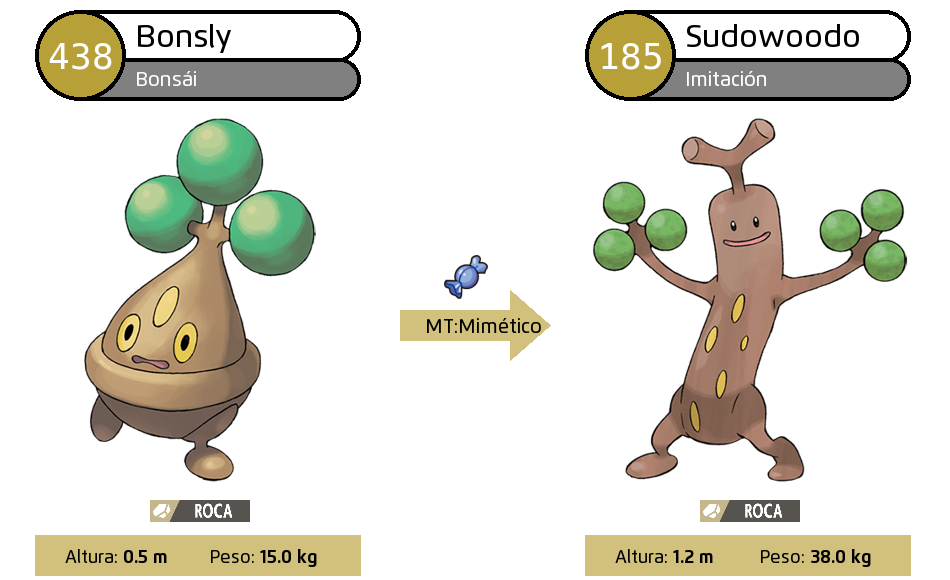 438
Bonsly
Bonsái
185
Sudowoodo
Imitación
MT:Mimético
ROCA
ROCA
Altura: 0.5 m Peso: 15.0 kg
Altura: 1.2 m Peso: 38.0 kg